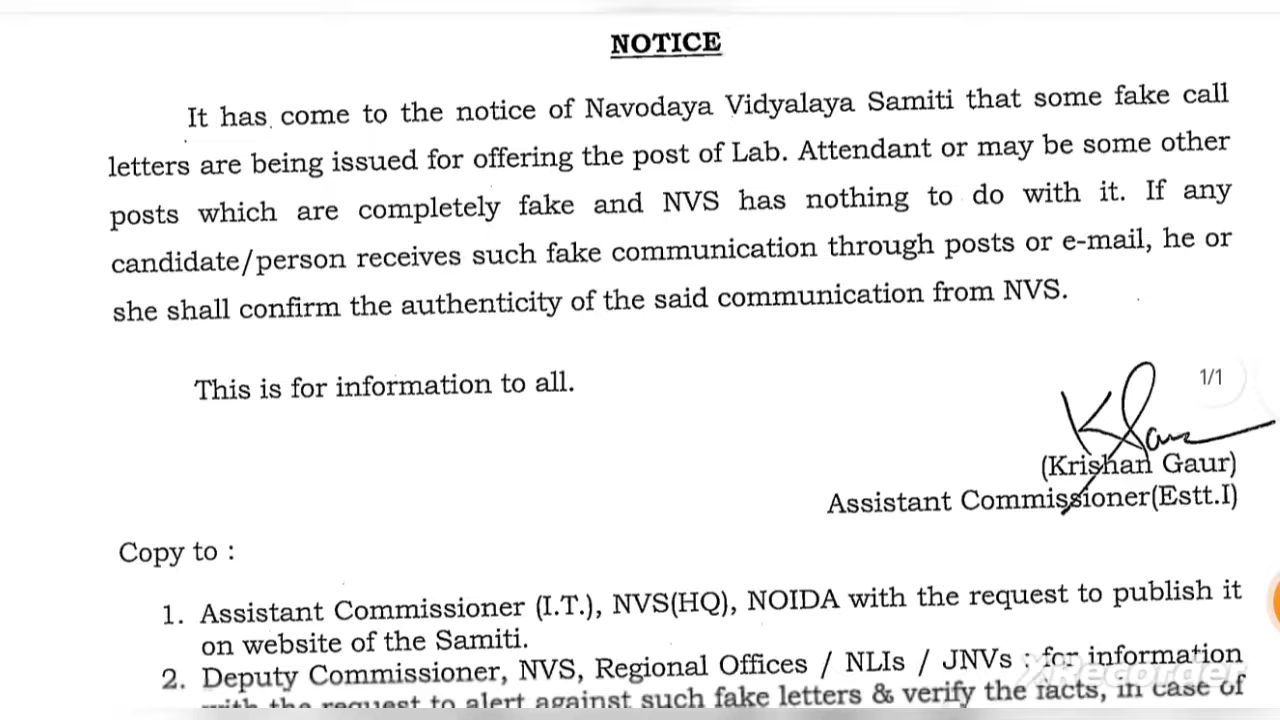 NOTICE
It has come to the notice of Navodaya Vidyalaya Samiti that some fake call
letters are being issued for offering the post of Lab. Attendant or may be some other
posts which are completely fake and NVS has nothing to do with it. If any
candidate/person receives such fake communication through posts or e-mail, he or
she shall confirm the authenticity of the said communication from NVS.
This is for information to all.
1/1
(Krishan Gaur)
Assistant Commissioner(Estt.I)
Copy to :
1. Assistant Commissioner (I.T.), NVS(HQ), NOIDA with the request to publish it
on website of the Samiti.
2. Deputy Commissioner, NVS, Regional Offices / NLIs / JNVs : for information
with the request to alert against such fake letters & verify the facts, in case of
XRecorder